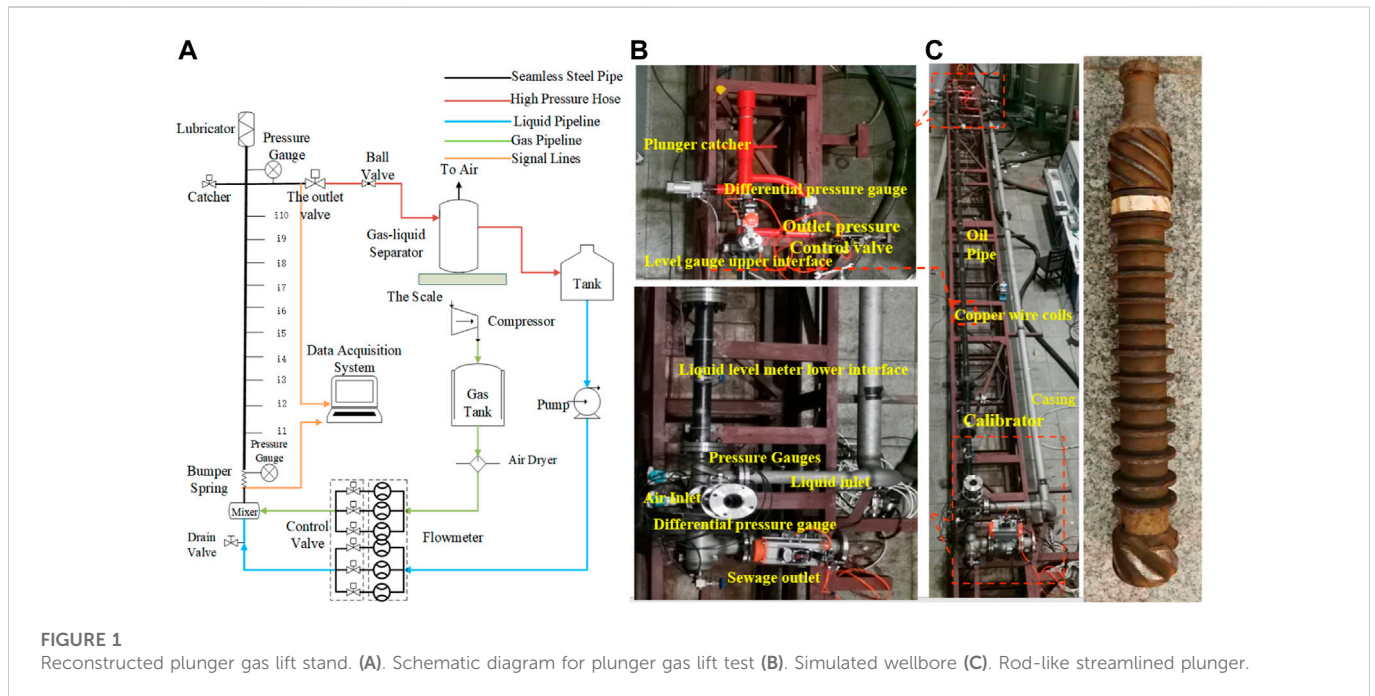 A
Seamless Steel Pipe
High Pressure Hose
Liquid Pipeline
Gas Pipeline
Signal Lines
Lubricator
Pressure
Gauge
Ball
Valve
To Air
Catcher
The outlet
valve
Gas-liquid
Separator
The Scale
Tank
Compressor
i10
i9
i8
i7
i6
i5
i4
i3
i2
i1
Data Acquisition
System
Gas
Tank
Pump
Pressure
Gauge
Bumper
Spring
Air Dryer
Mixer
Control
Valve
Flowmeter
Drain
Valve
B
Plunger catcher
Differential pressure gauge
Outlet pressure
Control valve
Level gauge upper interface
Liquid level meter lower interface
Pressure Gauges
Liquid inlet
Air Inlet
Differential pressure gauge
Sewage outlet
C
Oil
Pipe
Copper wire coils
Casing
Calibrator
FIGURE 1
Reconstructed plunger gas lift stand. (A). Schematic diagram for plunger gas lift test (B). Simulated wellbore (C). Rod-like streamlined plunger.